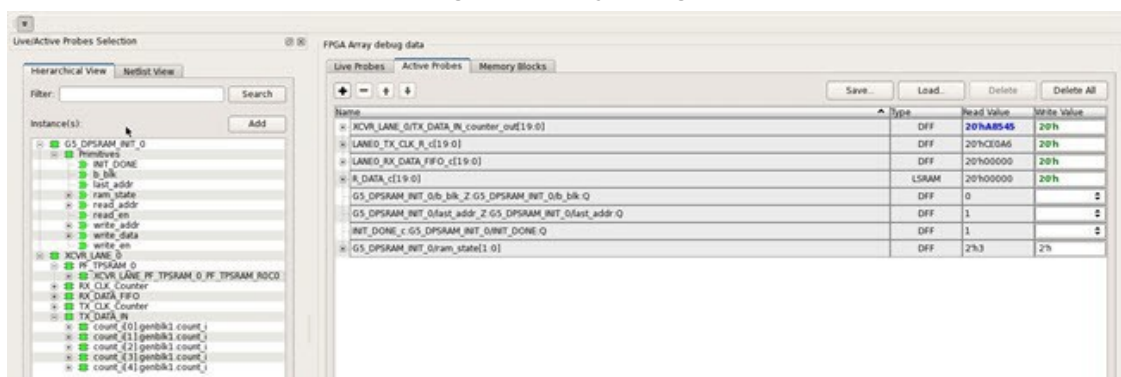 Live/Active Probes Selection
Hierarchical View Netlist View
Filter: Search
Instance(s): Add
G5_DPSRAM_INIT_0
Primitives
INIT_DONE
b_blk
last_addr
ram_state
read_addr
read_en
write_addr
write_data
write_en
XCVR_LANE_0
PF_TPSRAM_0
XCVR_LANE_PF_TPSRAM_0_PF_TPSRAM_R0C0
RX_CLK_Counter
RX_DATA_FIFO
TX_CLK_Counter
TX_DATA_IN
count_i[0].genblk1.count_i
count_i[1].genblk1.count_i
count_i[2].genblk1.count_i
count_i[3].genblk1.count_i
count_i[4].genblk1.count_i
FPGA Array debug data
Live Probes Active Probes Memory Blocks
Save... Load... Delete Delete All
Name Type Read Value Write Value
XCVR_LANE_0/TX_DATA_IN_counter_out[19:0] DFF 20'hA8545 20'h
LANE0_TX_CLK_R_c[19:0] DFF 20'hCE0A6 20'h
LANE0_RX_DATA_FIFO_c[19:0] DFF 20'h00000 20'h
R_DATA_c[19:0] LSRAM 20'h00000 20'h
G5_DPSRAM_INIT_0/b_blk_Z:G5_DPSRAM_INIT_0/b_blk:Q DFF 0
G5_DPSRAM_INIT_0/last_addr_Z:G5_DPSRAM_INIT_0/last_addr:Q DFF 1
INIT_DONE_c:G5_DPSRAM_INIT_0/INIT_DONE:Q DFF 1
G5_DPSRAM_INIT_0/ram_state[1:0] DFF 2'h3 2'h